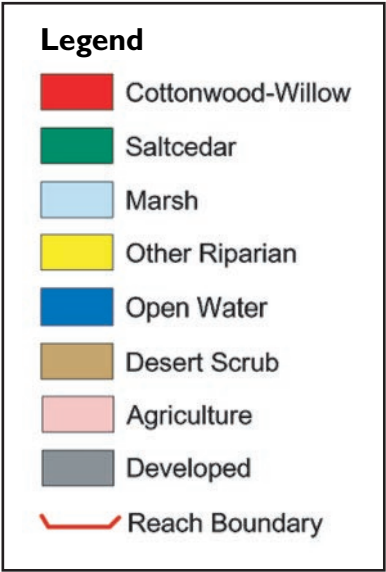 Legend
Cottonwood-Willow
Saltcedar
Marsh
Other Riparian
Open Water
Desert Scrub
Agriculture
Developed
Reach Boundary